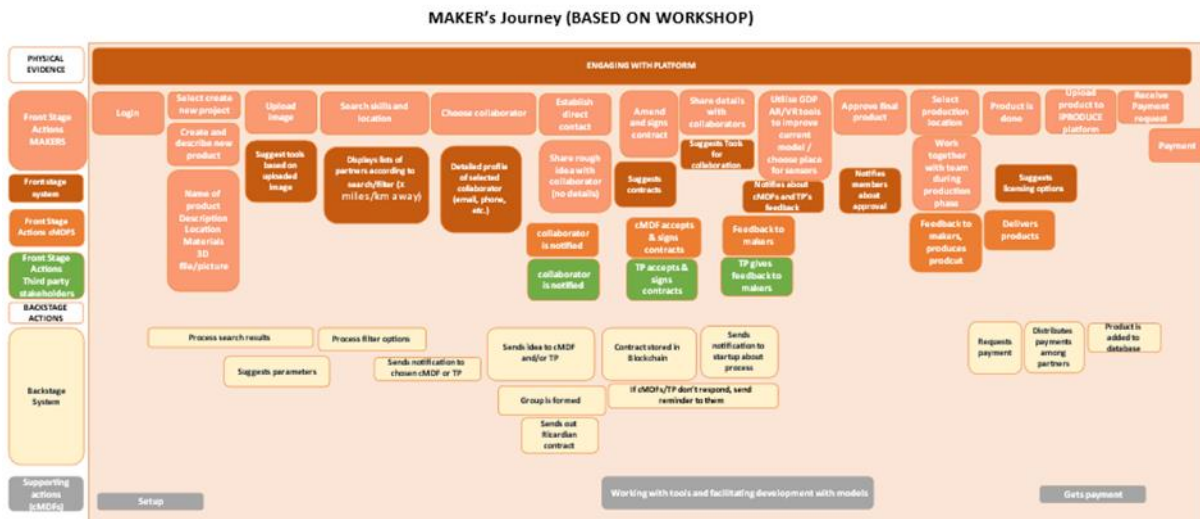 MAKER's Journey (BASED ON WORKSHOP)
PHYSICAL
EVIDENCE
ENGAGING WITH PLATFORM
Front Stage
Actions
MAKERS
Login
Select create
new project
Create and
describe new
product
Name of
product
Description
Location
Materials
3D
file/picture
Upload
image
Suggest tools
based on
uploaded
image
Search skills and
location
Displays lists of
partners according to
search/filter (X
miles/km away)
Choose collaborator
Detailed profile
of selected
collaborator
(email, phone,
etc.)
Establish
direct
contact
Share rough
idea with
collaborator
(no details)
collaborator
is notified
collaborator
is notified
Amend
and signs
contract
Suggests
contracts
cMDF accepts
& signs
contracts
TP accepts &
signs
contracts
Share details
with
collaborators
Suggests Tools
for
collaboration
Utilise GDP
AR/VR tools
to improve
current
model /
choose place
for sensors
Notifies about
cMDFs and TP's
feedback
Feedback to
makers
TP gives
feedback to
makers
Approve final
product
Notifies
members about
approval
Select
production
location
Work
together
with team
during
production
phase
Feedback to
makers,
produces
prodcut
Product is
done
Suggests
licensing options
Delivers
products
Upload
product to
IPRODUCE
platform
Receive
Payment
request
Payment
Front stage
system
Front Stage
Actions cMDFS
Front Stage
Actions
Third party
stakeholders
BACKSTAGE
ACTIONS
Backstage
System
Process search results
Suggests parameters
Process filter options
Sends notification to
chosen cMDF or TP
Sends idea to cMDF
and/or TP
Group is formed
Sends out
Ricardian
contract
Contract stored in
Blockchain
If cMDFs/TP don't respond, send
reminder to them
Sends
notification to
startup about
process
Requests
payment
Distributes
payments
among
partners
Product is
added to
database
Supporting
actions
(cMDFs)
Setup
Working with tools and facilitating development with models
Gets payment